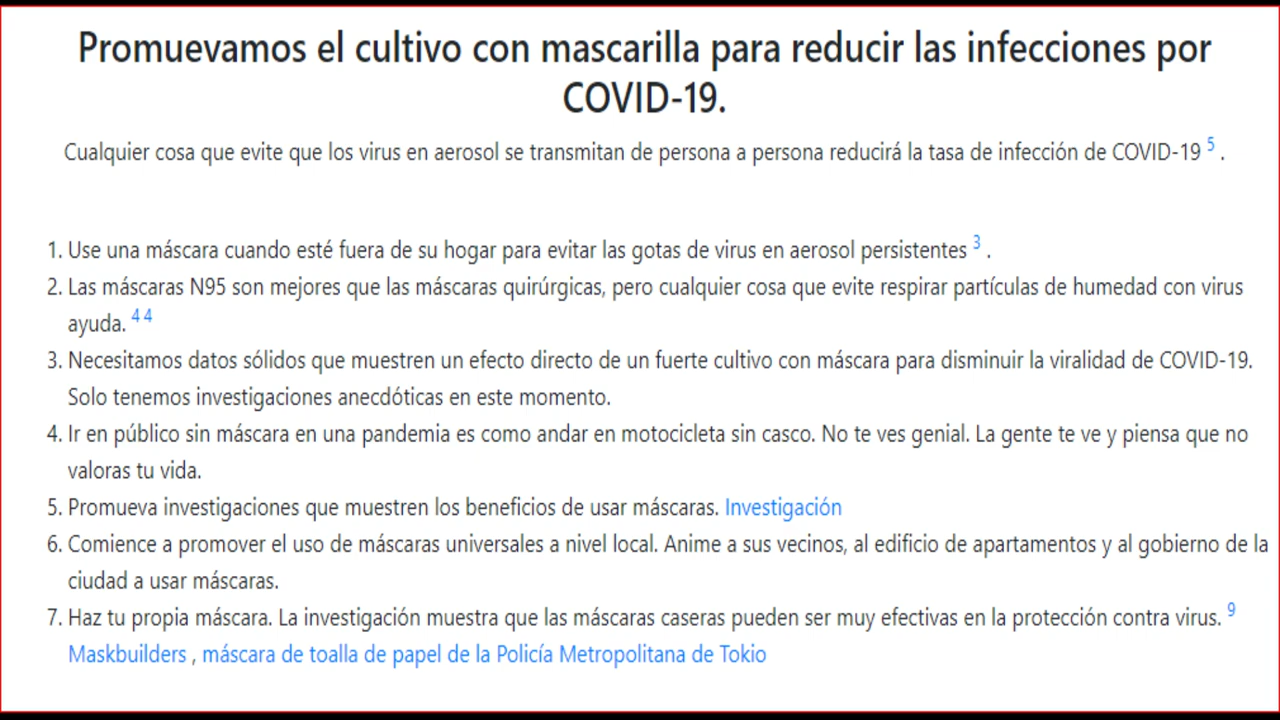 Promuevamos el cultivo con mascarilla para reducir las infecciones por
COVID-19.
Cualquier cosa que evite que los virus en aerosol se transmitan de persona a persona reducirá la tasa de infección de COVID-19 5 .
1. Use una máscara cuando esté fuera de su hogar para evitar las gotas de virus en aerosol persistentes 3 .
2. Las máscaras N95 son mejores que las máscaras quirúrgicas, pero cualquier cosa que evite respirar partículas de humedad con virus
ayuda. 4 4
3. Necesitamos datos sólidos que muestren un efecto directo de un fuerte cultivo con máscara para disminuir la viralidad de COVID-19.
Solo tenemos investigaciones anecdóticas en este momento.
4. Ir en público sin máscara en una pandemia es como andar en motocicleta sin casco. No te ves genial. La gente te ve y piensa que no
valoras tu vida.
5. Promueva investigaciones que muestren los beneficios de usar máscaras. Investigación
6. Comience a promover el uso de máscaras universales a nivel local. Anime a sus vecinos, al edificio de apartamentos y al gobierno de la
ciudad a usar máscaras.
7. Haz tu propia máscara. La investigación muestra que las máscaras caseras pueden ser muy efectivas en la protección contra virus. 9
Maskbuilders , máscara de toalla de papel de la Policía Metropolitana de Tokio